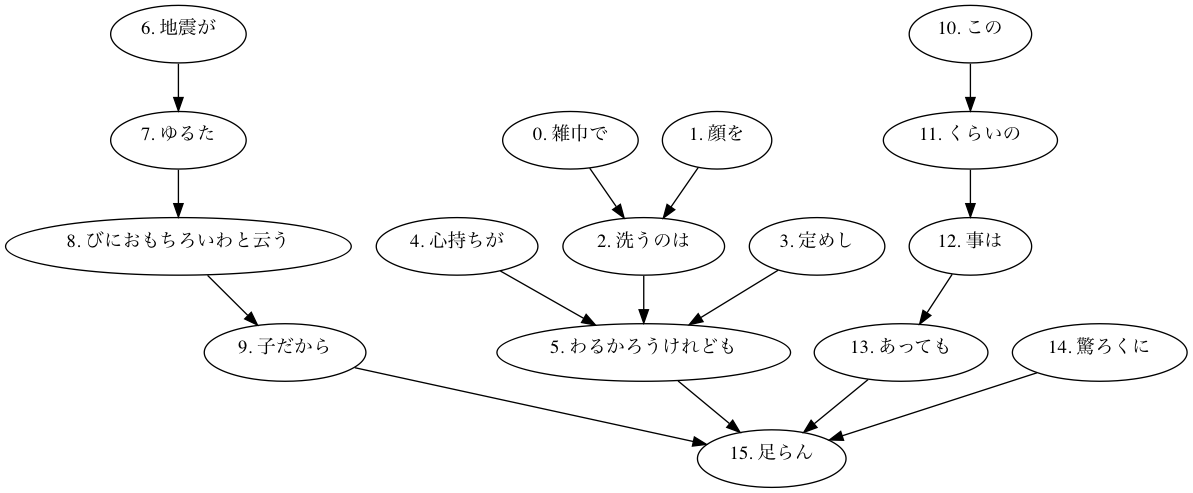 6. 地震が
10. この
7. ゆるた
0. 雑巾で
1. 顔を
11. くらいの
8. びにおもちろいわと云う
4. 心持ちが
2. 洗うのは
3. 定めし
12. 事は
9. 子だから
5. わるかろうけれども
13. あっても
14. 驚ろくに
15. 足らん